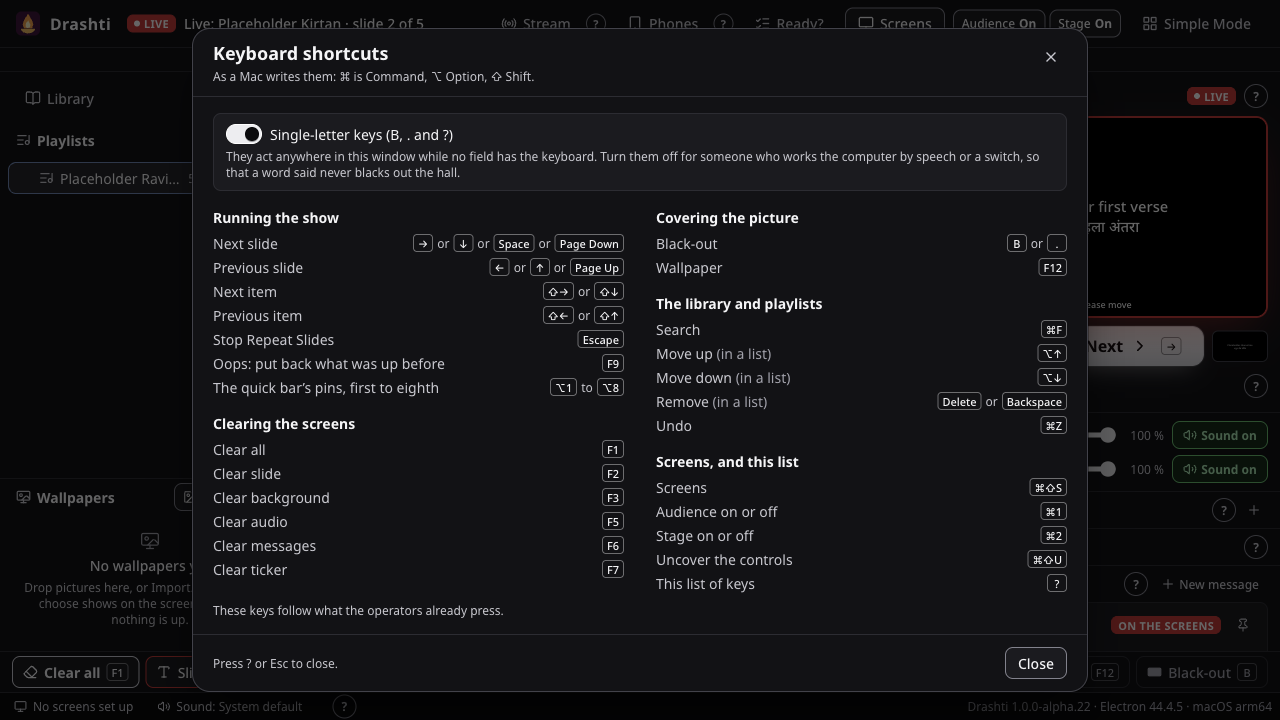 Drashti
LIVE
Live: Placeholder Kirtan · slide 2 of 5
Stream ?
Phones ?
Ready?
Screens
Audience On
Stage On
Simple Mode
Library
Playlists
Placeholder Ravi...
Wallpapers
No wallpapers
Drop pictures here, or Import
choose shows on the scree
nothing is up.
Keyboard shortcuts
As a Mac writes them: ⌘ is Command, ⌥ Option, ⇧ Shift.
Single-letter keys (B, . and ?)
They act anywhere in this window while no field has the keyboard. Turn them off for someone who works the computer by speech or a switch, so
that a word said never blacks out the hall.
Running the show
Next slide → or ↓ or Space or Page Down
Previous slide ← or ↑ or Page Up
Next item ⇧→ or ⇧↓
Previous item ⇧← or ⇧↑
Stop Repeat Slides Escape
Oops: put back what was up before F9
The quick bar’s pins, first to eighth ⌥1 to ⌥8
Clearing the screens
Clear all F1
Clear slide F2
Clear background F3
Clear audio F5
Clear messages F6
Clear ticker F7
Covering the picture
Black-out B or .
Wallpaper F12
The library and playlists
Search ⌘F
Move up (in a list) ⌥↑
Move down (in a list) ⌥↓
Remove (in a list) Delete or Backspace
Undo ⌘Z
Screens, and this list
Screens ⌘⇧S
Audience on or off ⌘1
Stage on or off ⌘2
Uncover the controls ⌘⇧U
This list of keys ?
These keys follow what the operators already press.
Press ? or Esc to close.
Close
LIVE ?
r first verse
ला अंतरा
ease move
Next →
?
100 % Sound on
100 % Sound on
? +
?
? + New message
ON THE SCREENS
Clear all F1
Sli
F12
Black-out B
No screens set up
Sound: System default ?
Drashti 1.0.0-alpha.22 · Electron 44.4.5 · macOS arm64